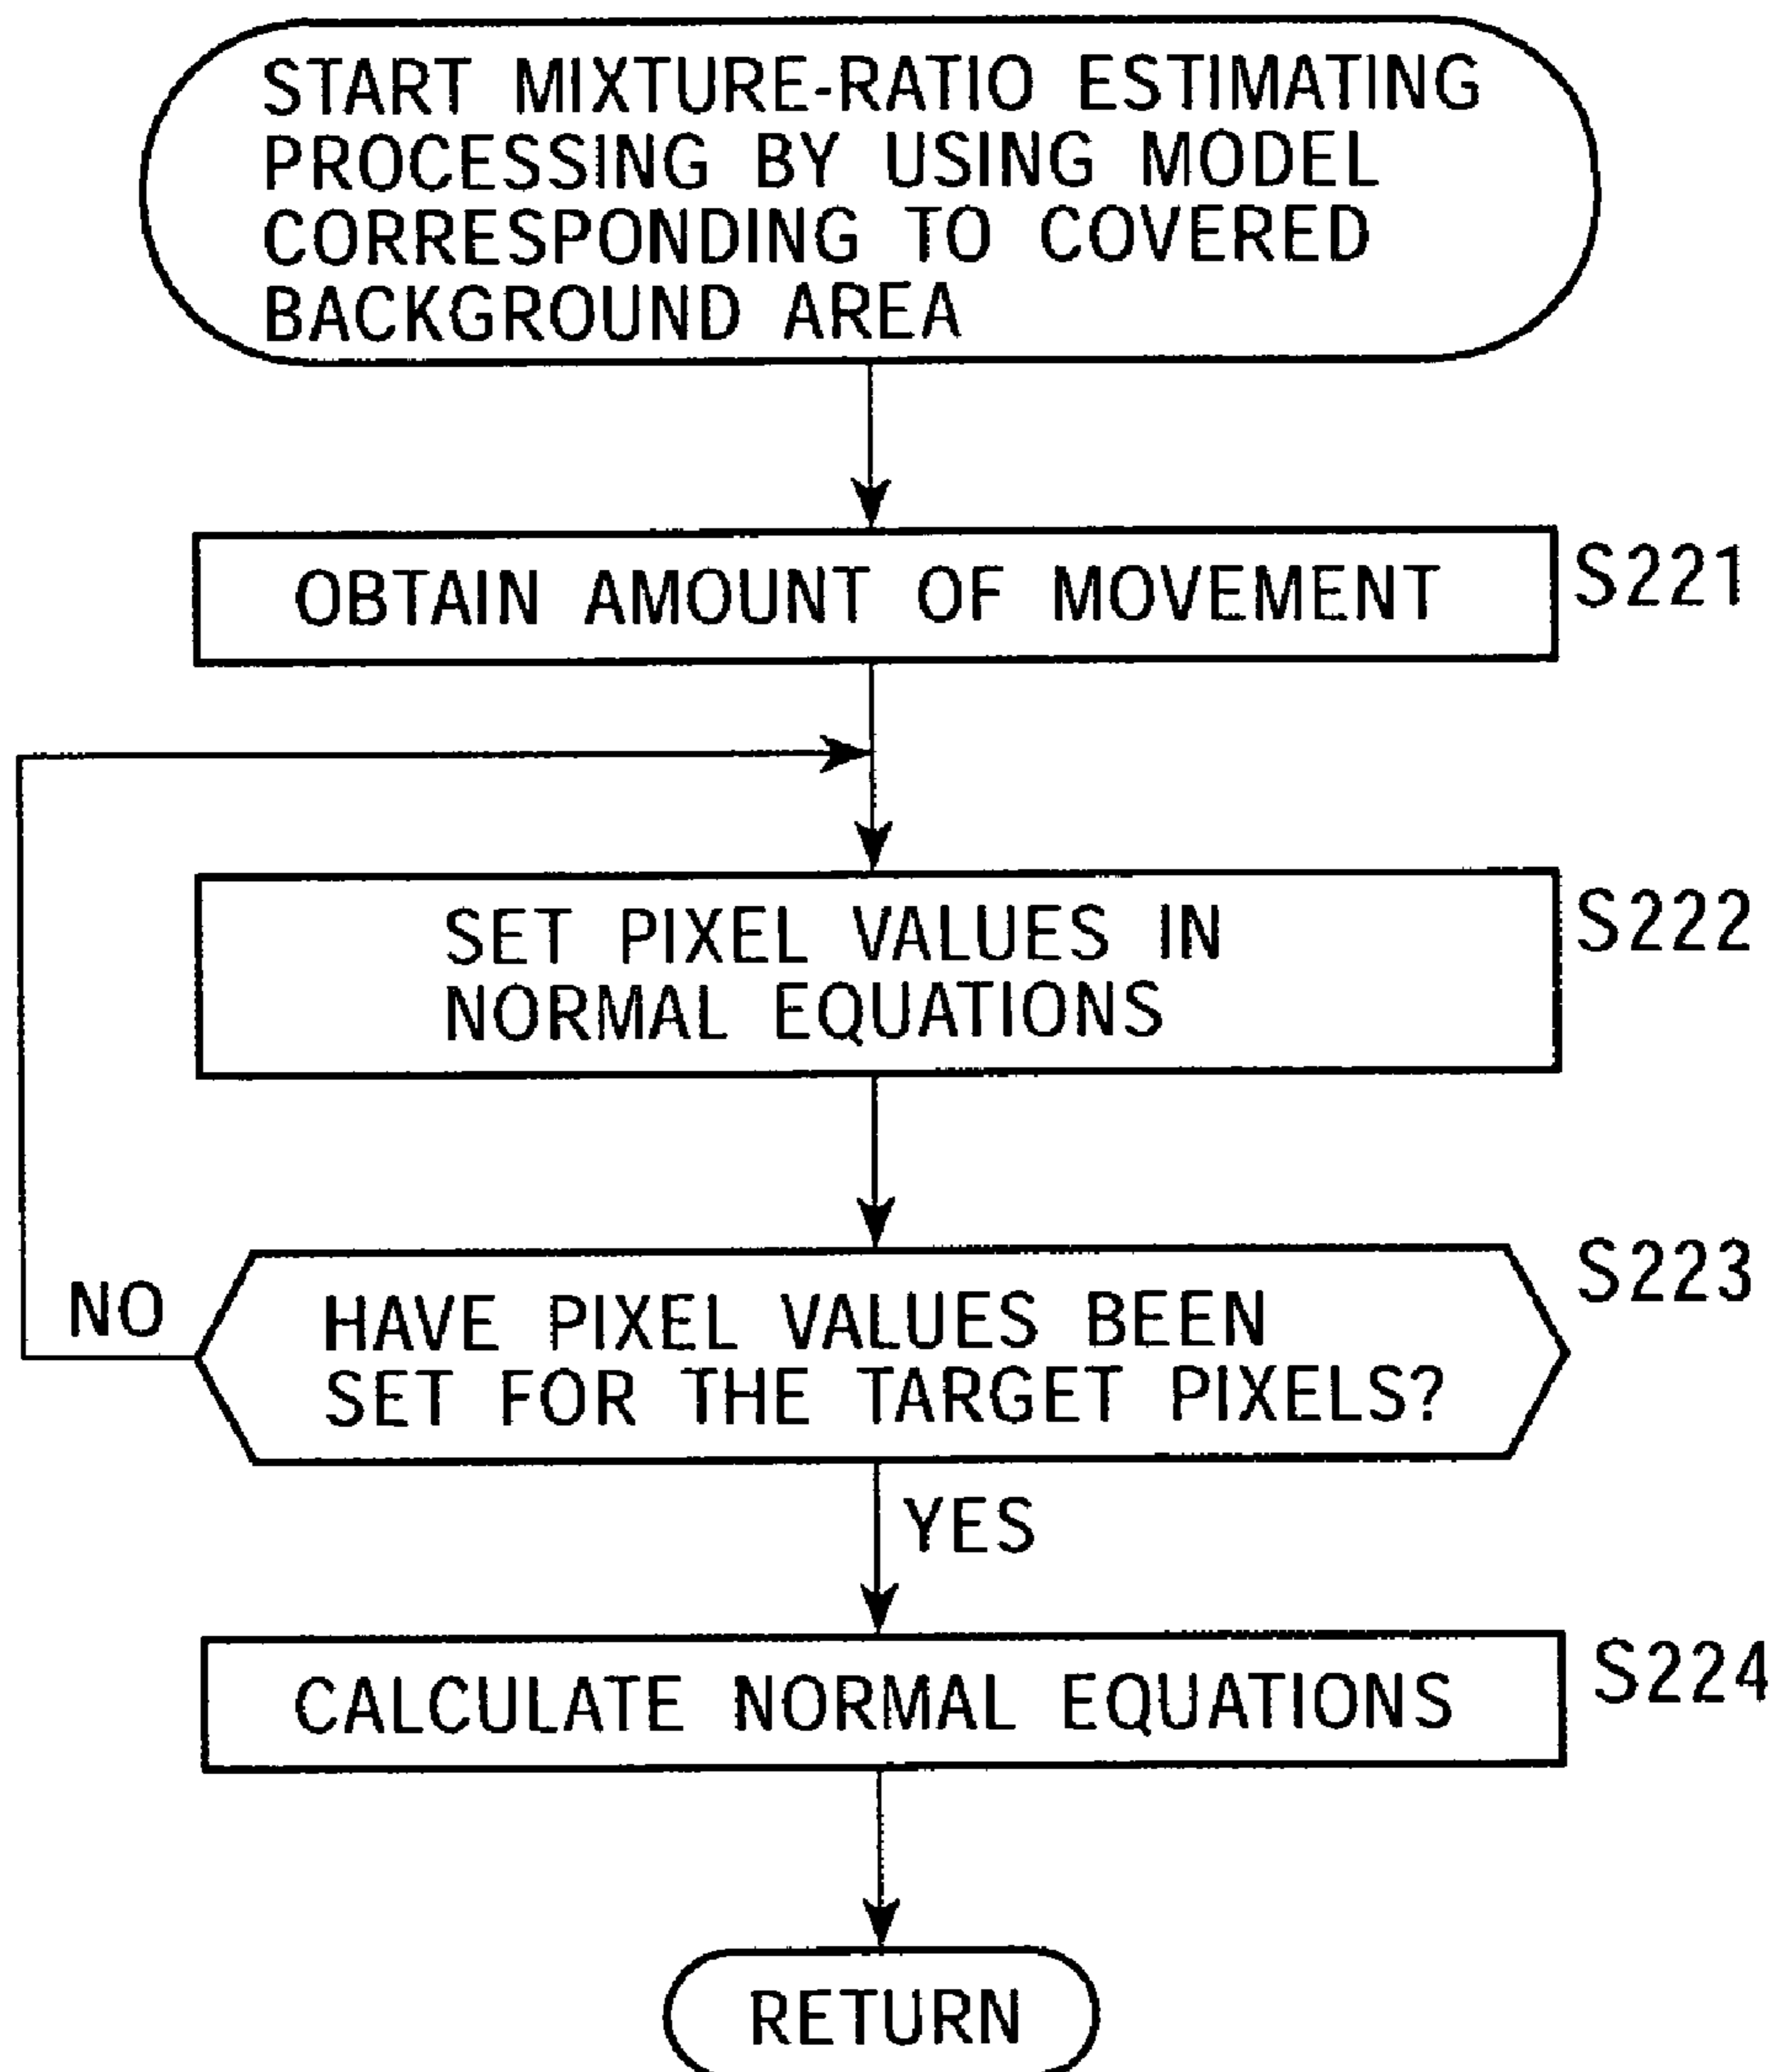 START MIXTURE-RATIO ESTIMATING
PROCESSING BY USING MODEL
CORRESPONDING TO COVERED
BACKGROUND AREA
OBTAIN AMOUNT OF MOVEMENT
S221
SET PIXEL VALUES IN
NORMAL EQUATIONS
S222
HAVE PIXEL VALUES BEEN
SET FOR THE TARGET PIXELS?
S223
NO
YES
CALCULATE NORMAL EQUATIONS
S224
RETURN